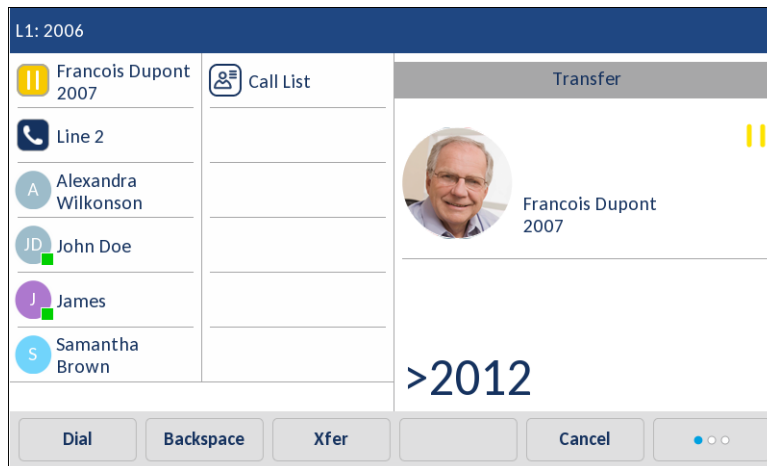 L1: 2006
Francois Dupont
2007
Line 2
A
Alexandra
Wilkonson
JD
John Doe
J
James
S
Samantha
Brown
Call List
Transfer
Francois Dupont
2007
>2012
Dial
Backspace
Xfer
Cancel